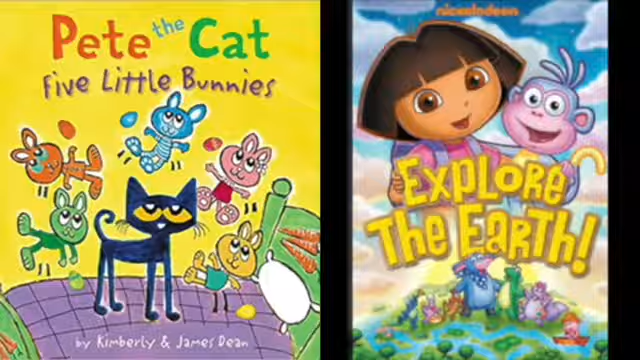 Pete the Cat
Five Little Bunnies
by Kimberly & James Dean
nickelodeon
EXPLORE
THE EARTH!